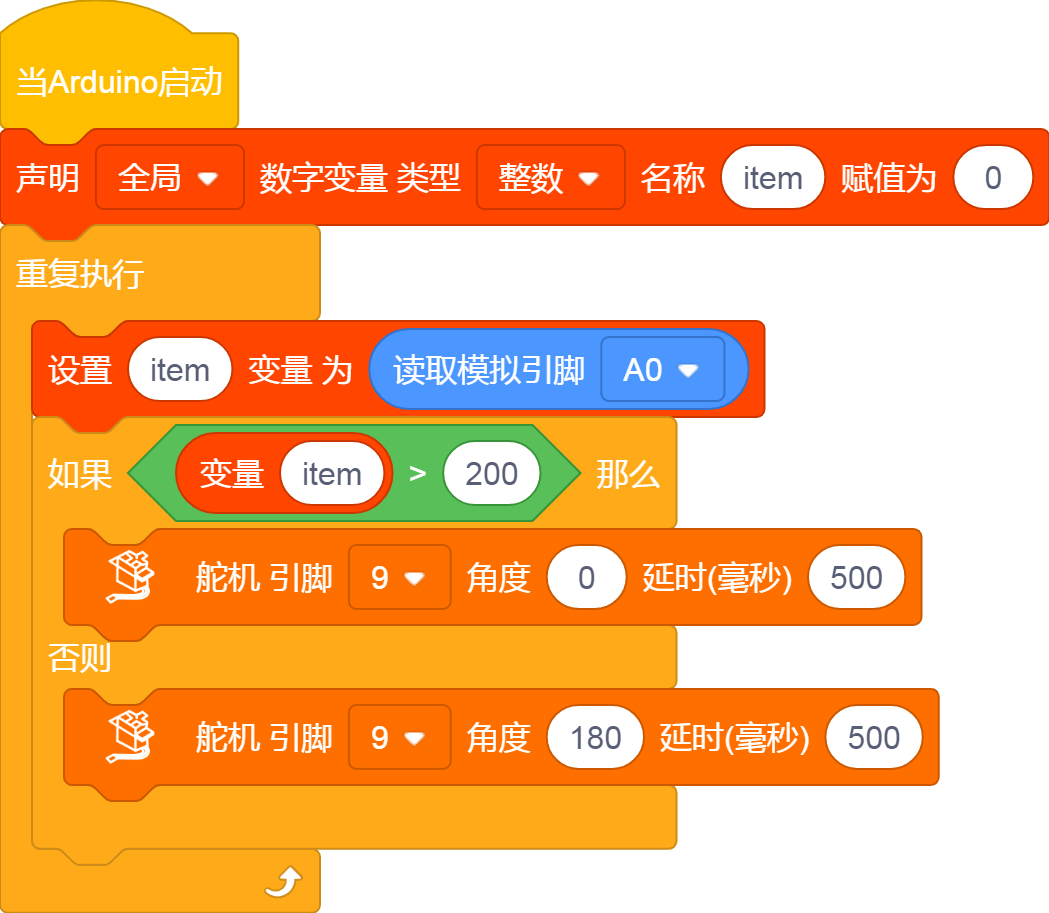 当Arduino启动
声明 全局 数字变量 类型 整数 名称 item 赋值为 0
重复执行
设置 item 变量 为 读取模拟引脚 A0
如果 变量 item > 200 那么
舵机 引脚 9 角度 0 延时(毫秒) 500
否则
舵机 引脚 9 角度 180 延时(毫秒) 500